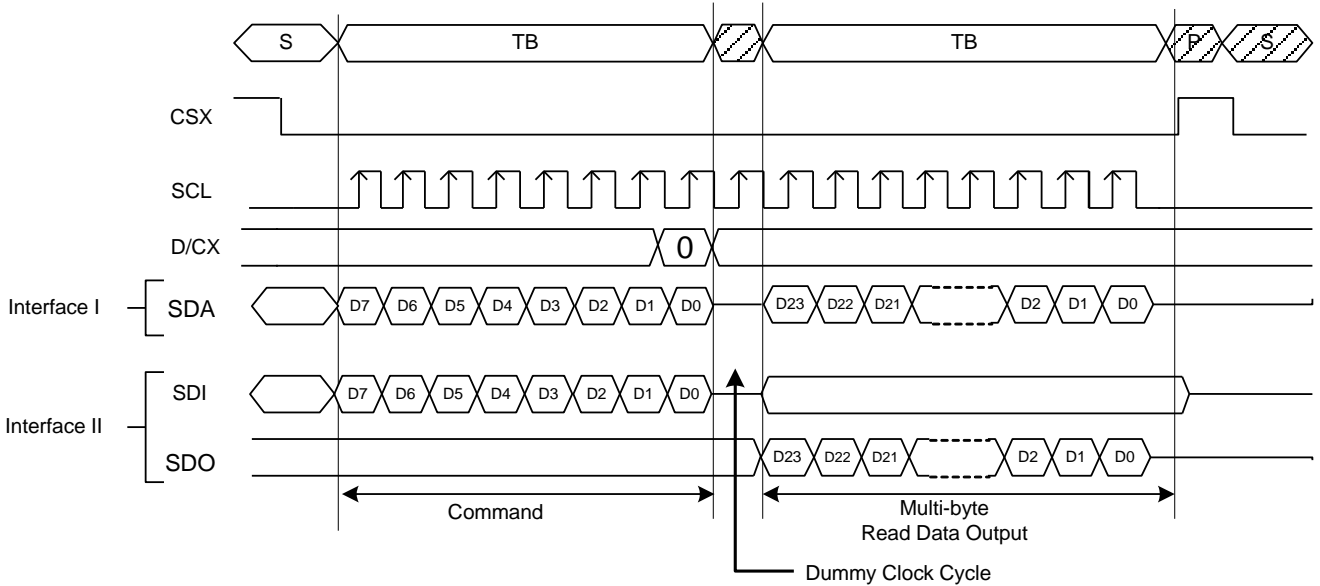 S TB TB P S
CSX
SCL
D/CX 0
Interface I SDA D7 D6 D5 D4 D3 D2 D1 D0 D23 D22 D21 D2 D1 D0
SDI D7 D6 D5 D4 D3 D2 D1 D0
Interface II
SDO D23 D22 D21 D2 D1 D0
Command Multi-byte
Read Data Output
Dummy Clock Cycle